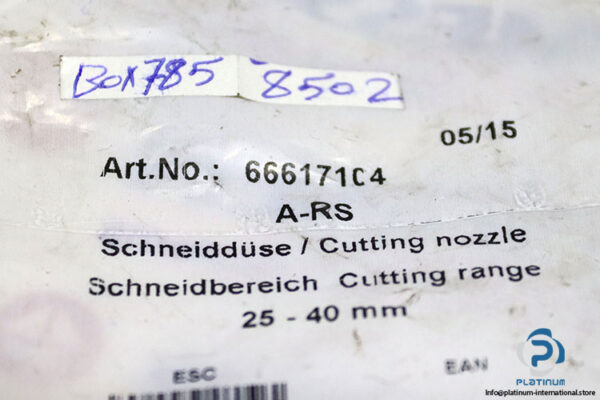 Box785 8502
05/15
Art.No.: 66617104
A-RS
Schneiddüse / Cutting nozzle
Schneidbereich Cutting range
25 - 40 mm
ESC EAN
PLATINUM
Info@platinum-international.store